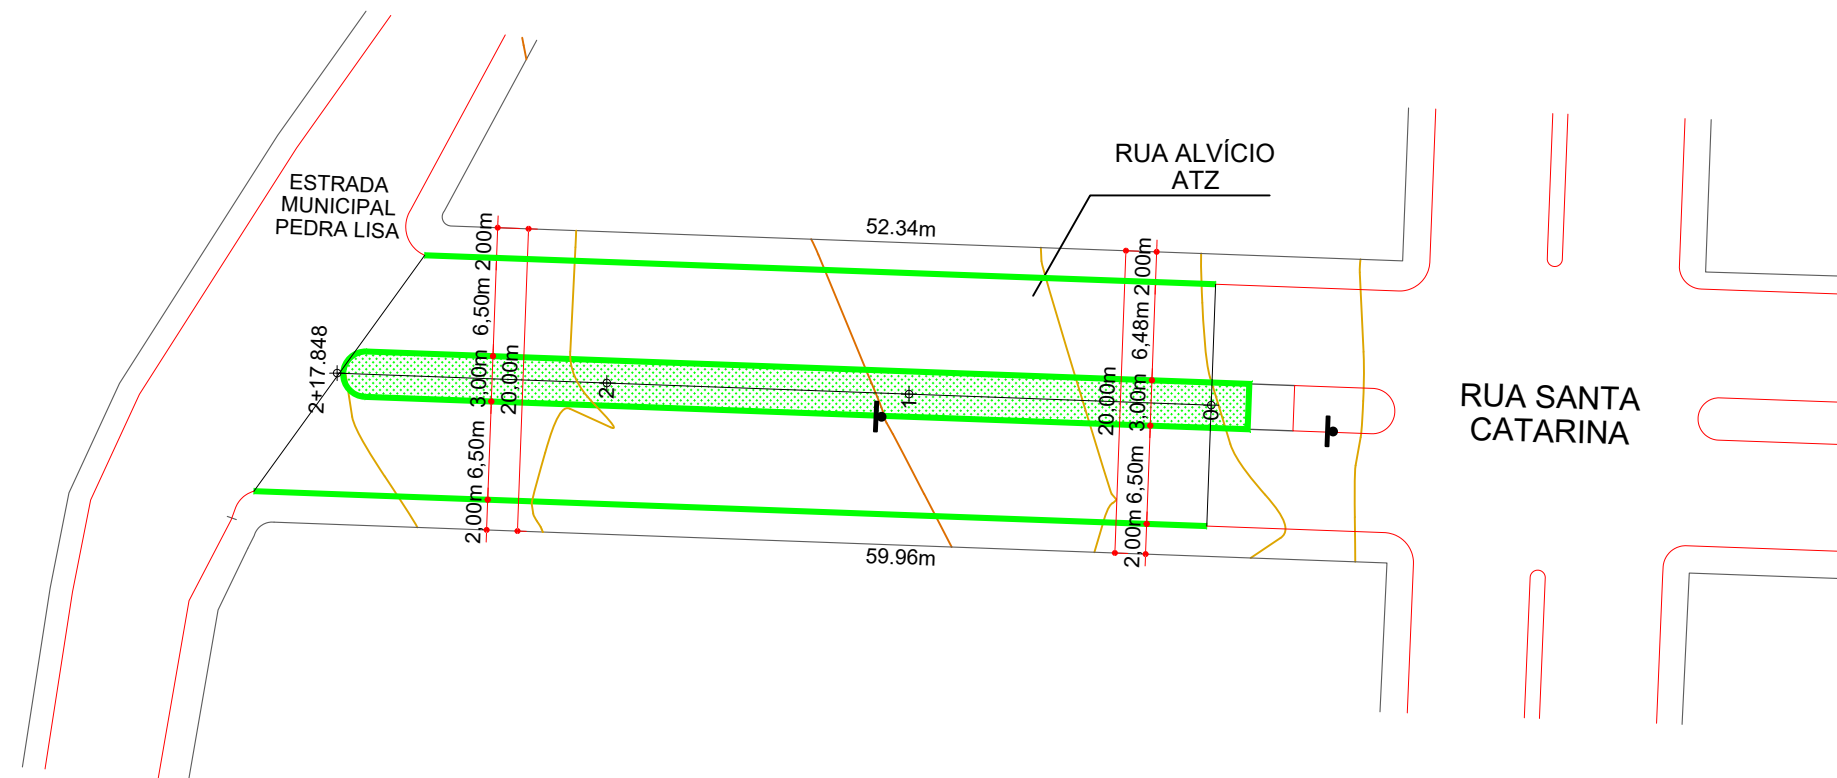 RUA ALVÍCIO
ATZ
ESTRADA
MUNICIPAL
PEDRA LISA
52.34m
2,00m
6,50m
3,00m
6,50m
2,00m
20,00m
2,00m
6,48m
3,00m
6,50m
2,00m
20,00m
2+17.848
2
1
0
RUA SANTA
CATARINA
59.96m